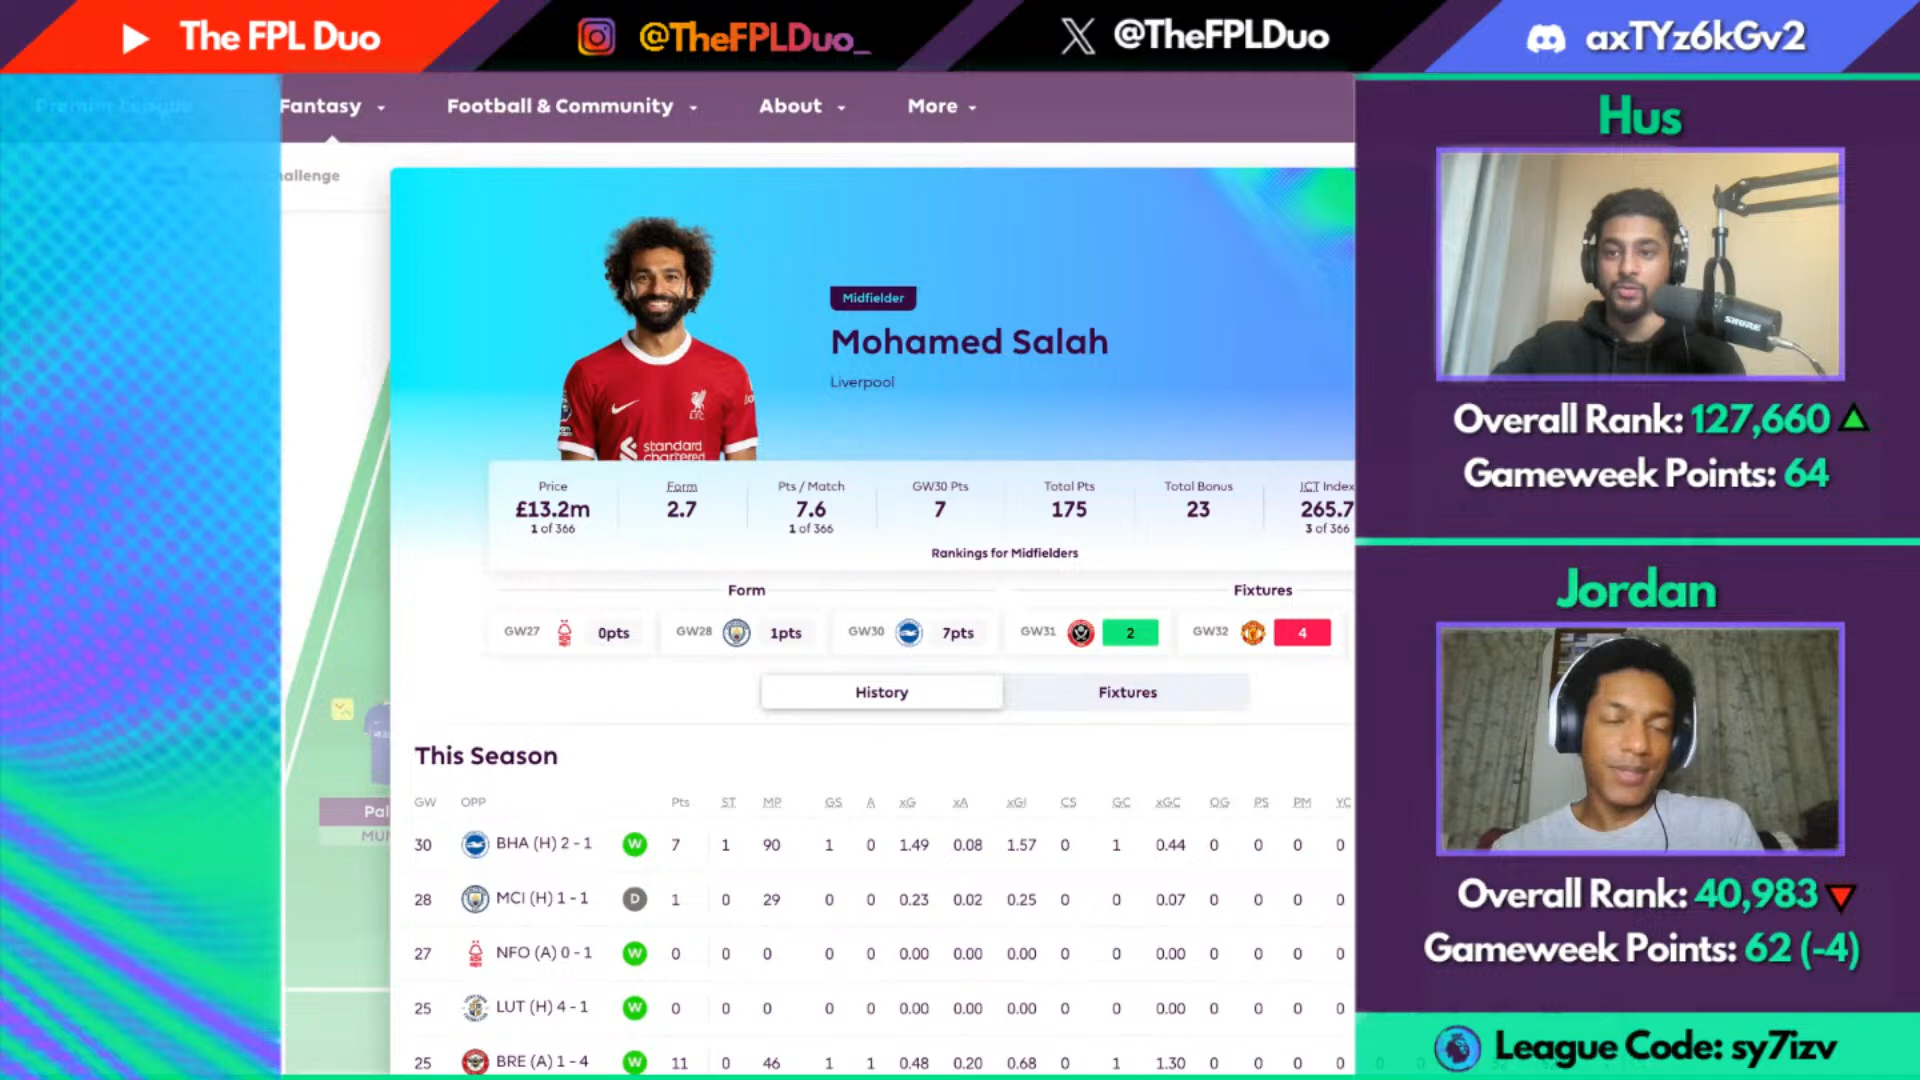 The FPL Duo
@TheFPLDuo_
@TheFPLDuo
axTYz6kGv2
Premier League
Fantasy
Football & Community
About
More
hallenge
Midfielder
Mohamed Salah
Liverpool
standard
chartered
Price
Form
Pts / Match
GW30 Pts
Total Pts
Total Bonus
ICT Index
£13.2m
2.7
7.6
7
175
23
265.7
1 of 366
1 of 366
3 of 366
Rankings for Midfielders
Form
Fixtures
GW27 0pts
GW28 1pts
GW30 7pts
GW31 2
GW32 4
History
Fixtures
This Season
GW OPP Pts ST MP GS A xG xA xGI CS GC xGC OG PS PM YC
30 BHA (H) 2 - 1 W 7 1 90 1 0 1.49 0.08 1.57 0 1 0.44 0 0 0 0
28 MCI (H) 1 - 1 D 1 0 29 0 0 0.23 0.02 0.25 0 0 0.07 0 0 0 0
27 NFO (A) 0 - 1 W 0 0 0 0 0 0.00 0.00 0.00 0 0 0.00 0 0 0 0
25 LUT (H) 4 - 1 W 0 0 0 0 0 0.00 0.00 0.00 0 0 0.00 0 0 0 0
25 BRE (A) 1 - 4 W 11 0 46 1 1 0.48 0.20 0.68 0 1 1.30 0 0 0 0
Pal
MUN
Hus
SHURE
Overall Rank: 127,660
Gameweek Points: 64
Jordan
Overall Rank: 40,983
Gameweek Points: 62 (-4)
League Code: sy7izv